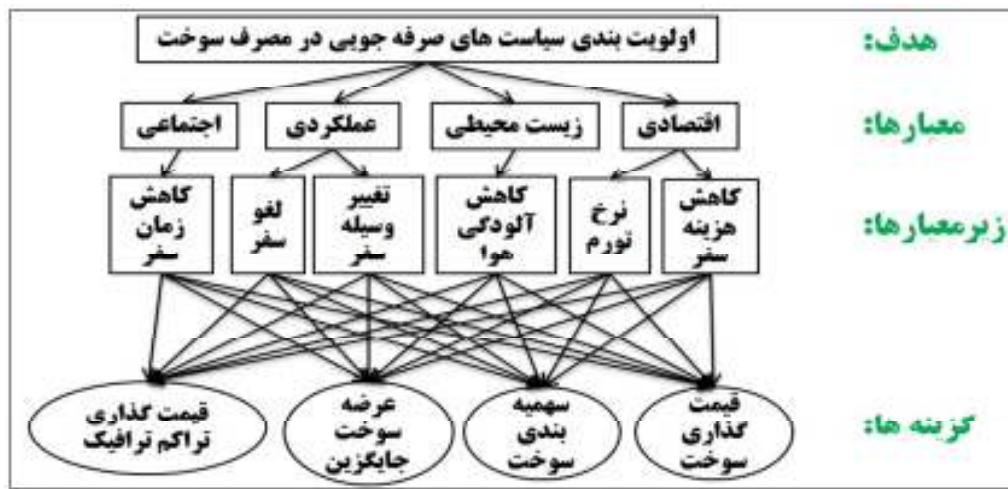 هدف:
اولویت بندی سیاست های صرفه جویی در مصرف سوخت
معیارها:
اقتصادی
زیست محیطی
عملکردی
اجتماعی
زیرمعیارها:
کاهش
هزینه
سفر
نرخ
تورم
کاهش
آلودگی
هوا
تغییر
وسیله
سفر
لغو
سفر
کاهش
زمان
سفر
گزینه ها:
قیمت
گذاری
سوخت
سهمیه
بندی
سوخت
عرضه
سوخت
جایگزین
قیمت گذاری
تراکم ترافیک